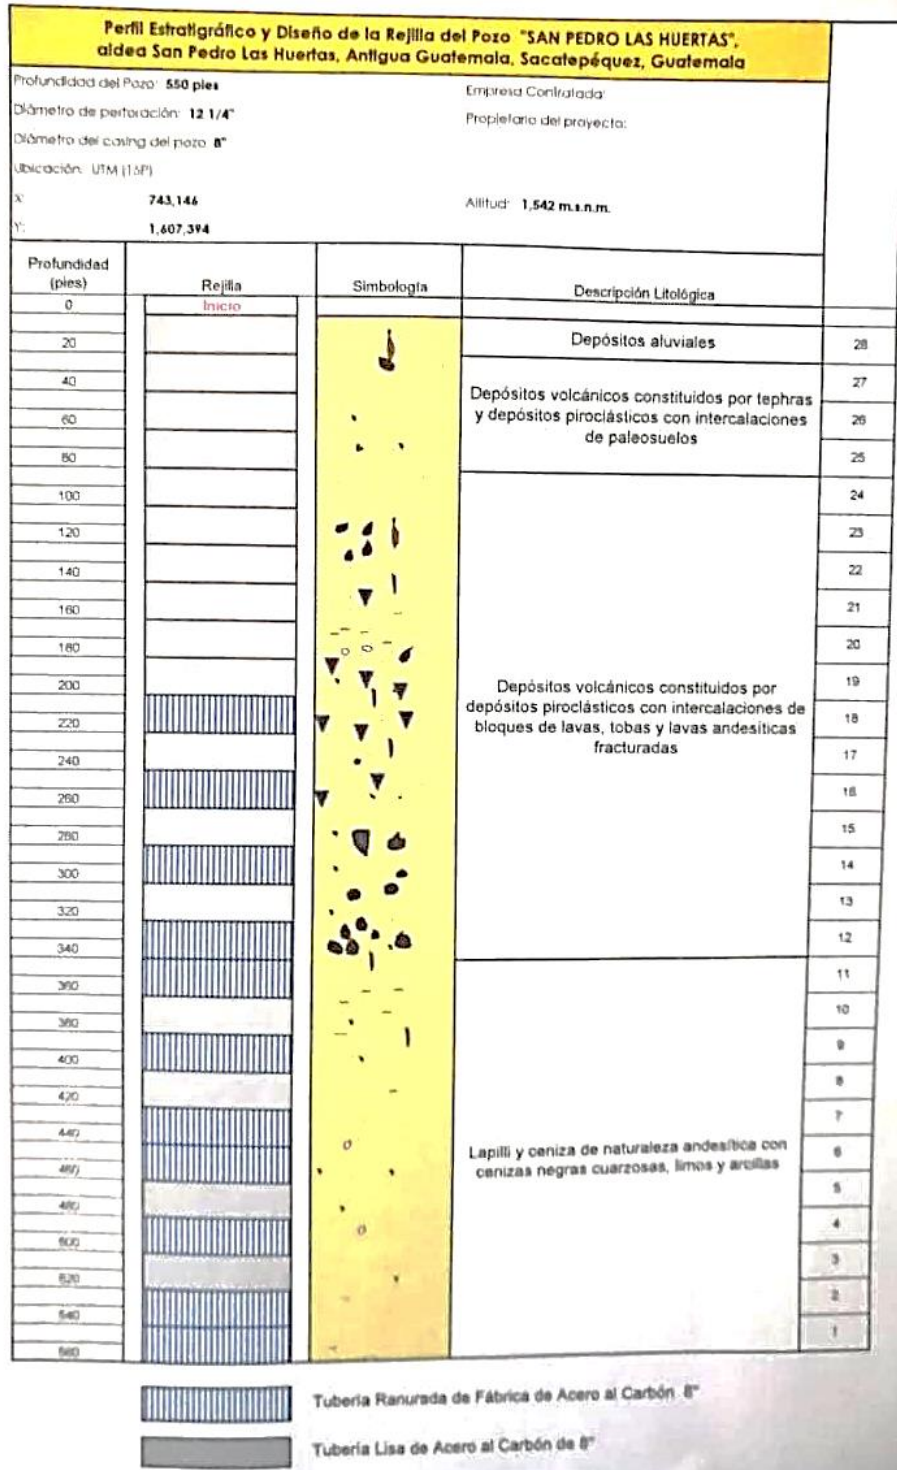 Perfil Estratigráfico y Diseño de la Rejilla del Pozo "SAN PEDRO LAS HUERTAS",
aldea San Pedro Las Huertas, Antigua Guatemala, Sacatepéquez, Guatemala
Profundidad del Pozo: 550 pies
Empresa Contratada:
Diámetro de perforación: 12 1/4"
Propietario del proyecto:
Diámetro del casing del pozo 8"
Ubicación: UTM (15P)
X: 743,146
Altitud: 1,542 m.s.n.m.
Y: 1,607,394
Profundidad
(pies)
Rejilla
Simbología
Descripción Litológica
0
Inicio
20
Depósitos aluviales
28
40
27
Depósitos volcánicos constituidos por tephras
y depósitos piroclásticos con intercalaciones
de paleosuelos
60
26
80
25
100
24
120
23
140
22
160
21
180
20
200
19
Depósitos volcánicos constituidos por
depósitos piroclásticos con intercalaciones de
bloques de lavas, tobas y lavas andesíticas
fracturadas
220
18
240
17
260
16
280
15
300
14
320
13
340
12
360
11
380
10
400
9
420
8
440
7
Lapilli y ceniza de naturaleza andesítica con
cenizas negras cuarzosas, limos y arcillas
460
6
480
5
500
4
520
3
540
2
560
1
Tubería Ranurada de Fábrica de Acero al Carbón 8"
Tubería Lisa de Acero al Carbón de 8"